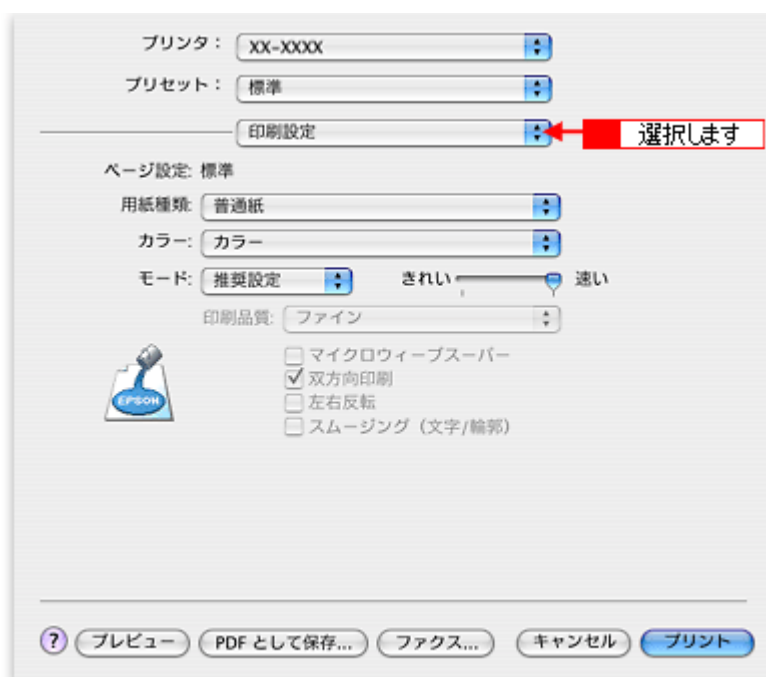 プリンタ： XX-XXXX
プリセット： 標準
印刷設定 選択します
ページ設定: 標準
用紙種類: 普通紙
カラー: カラー
モード: 推奨設定 きれい 速い
印刷品質: ファイン
マイクロウィーブスーパー
双方向印刷
EPSON 左右反転
スムージング（文字/輪郭）
? プレビュー PDF として保存... ファクス... キャンセル プリント